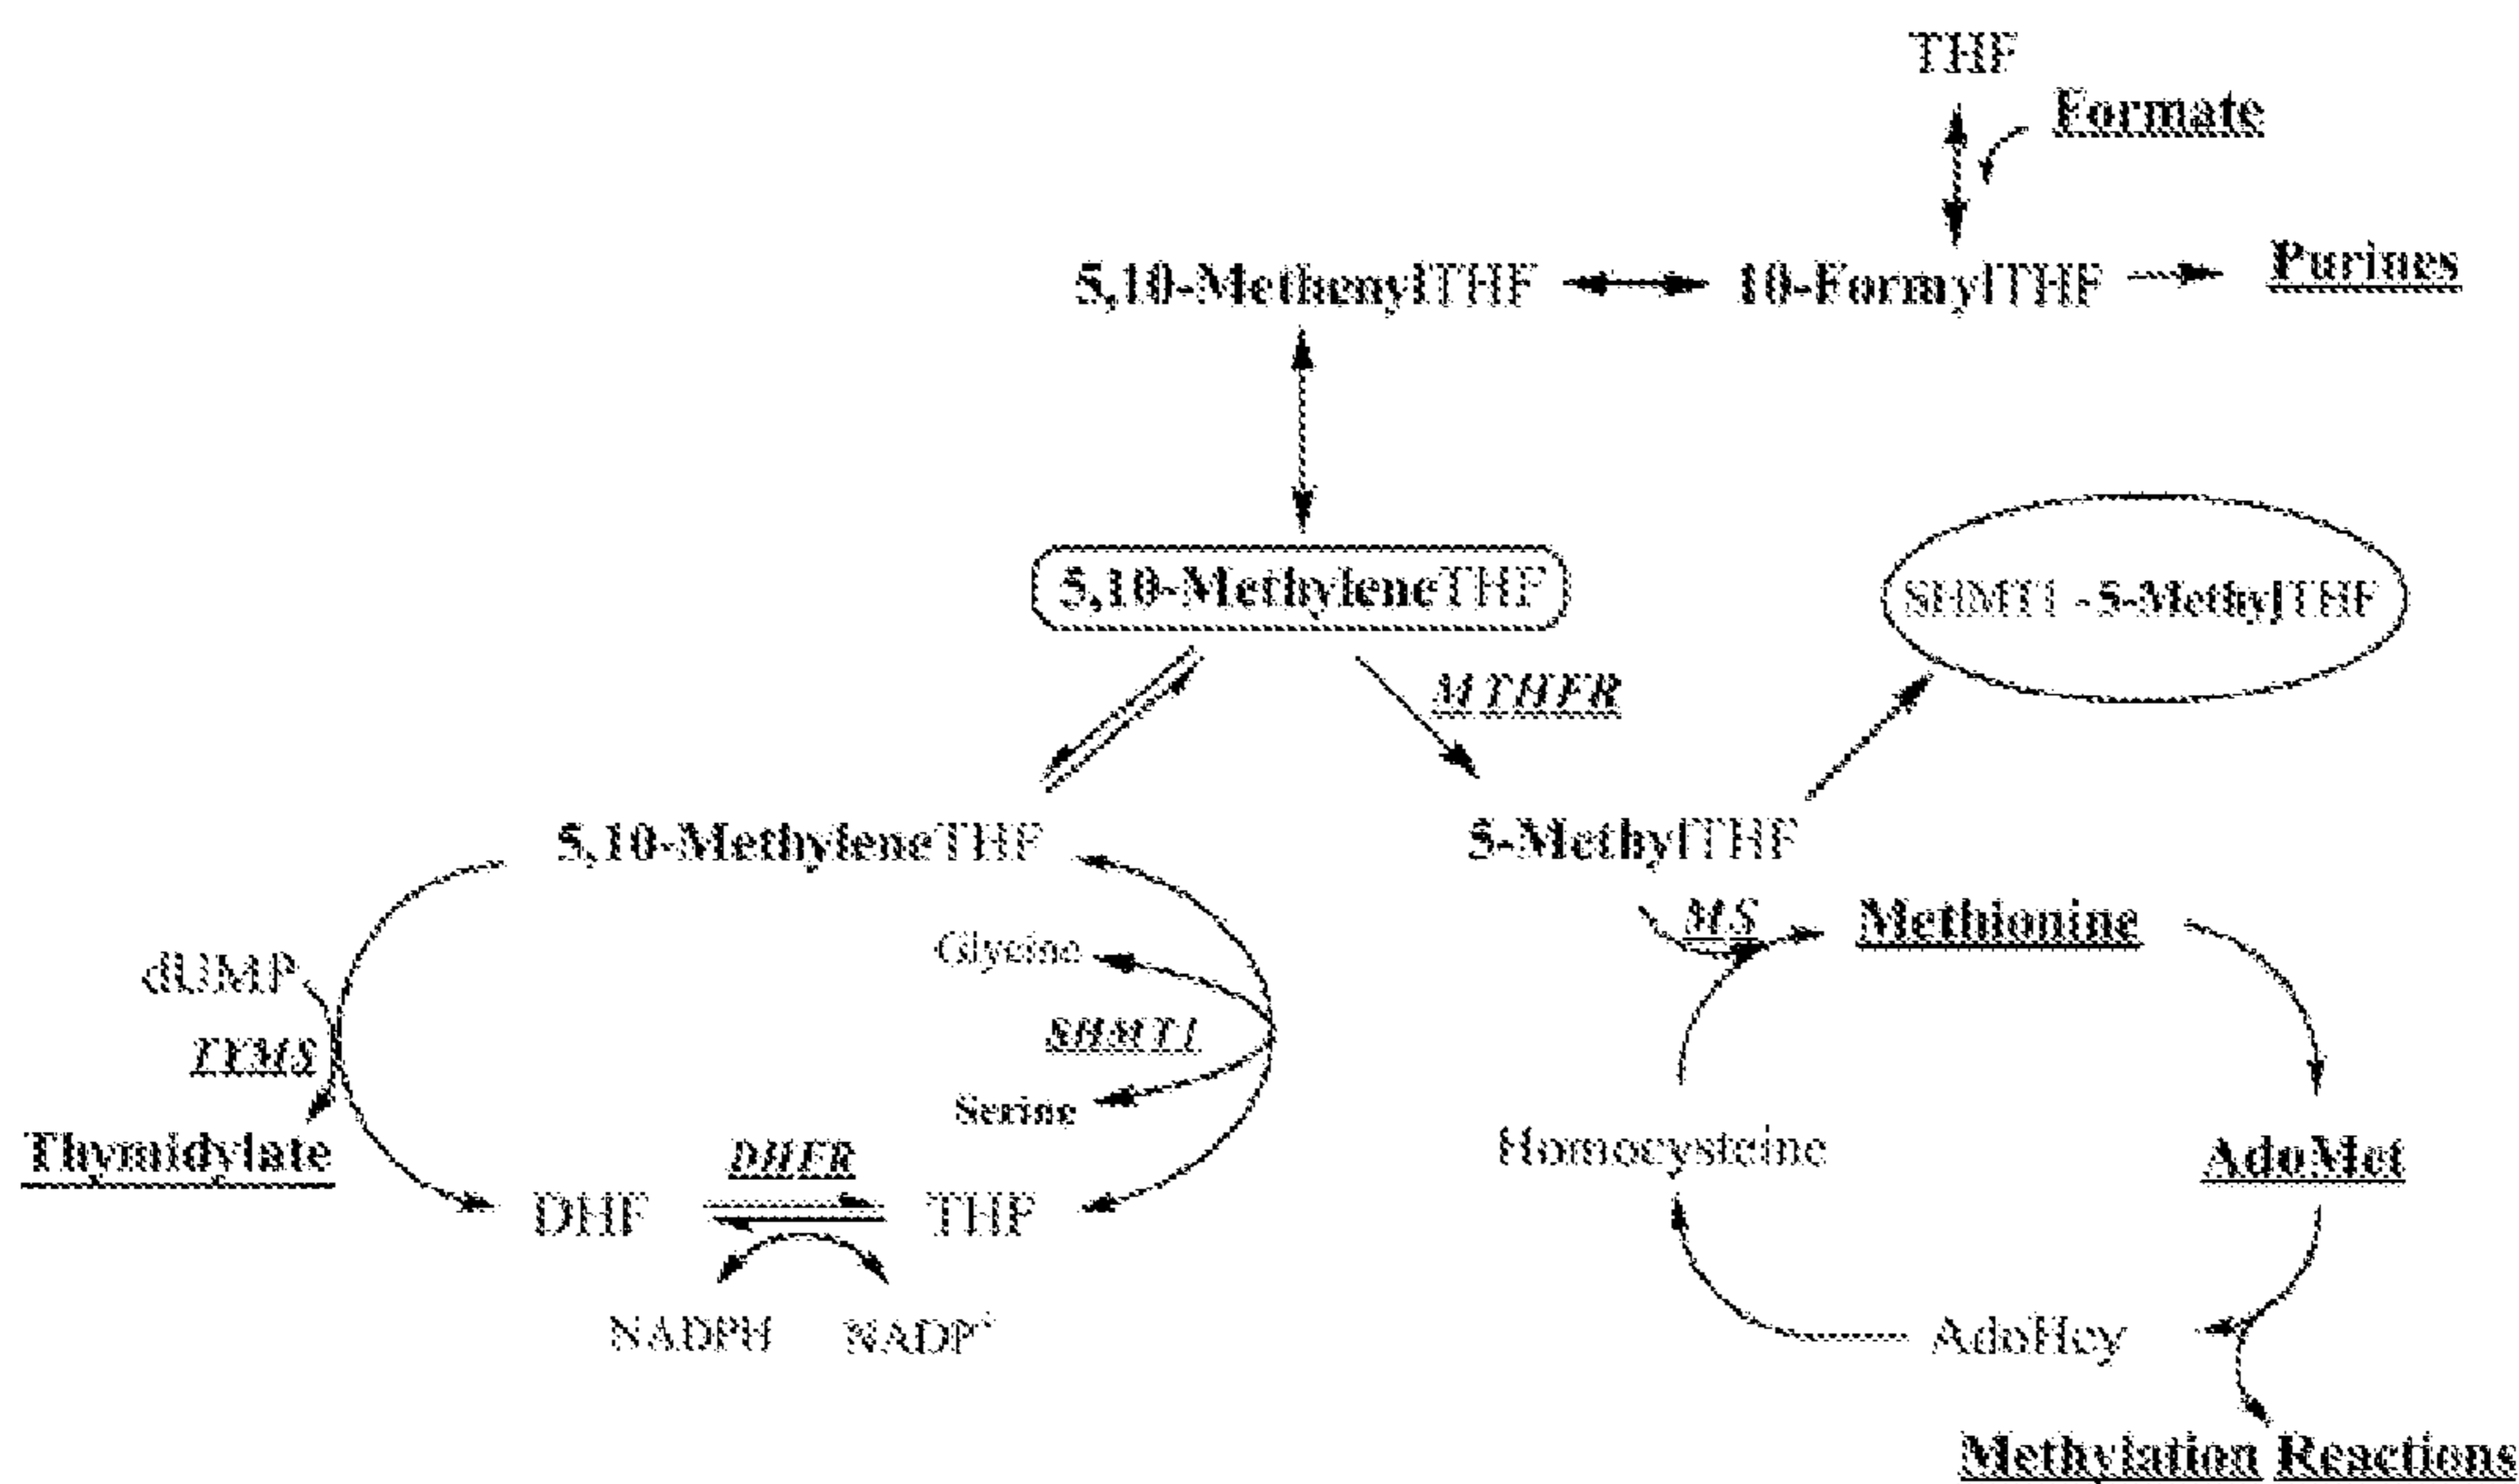 THF
Formate
5,10-MethenylTHF
10-FormylTHF
Purines
5,10-MethyleneTHF
SHMT1 -5-MethylTHF
MTHFR
5,10-MethyleneTHF
5-MethylTHF
MS
Methionine
Glycine
dUMP
SHMT1
TYMS
Serine
Thymidylate
DHFR
Homocysteine
AdoMet
DHF
THF
NADPH
NADP+
AdoHcy
Methylation Reactions